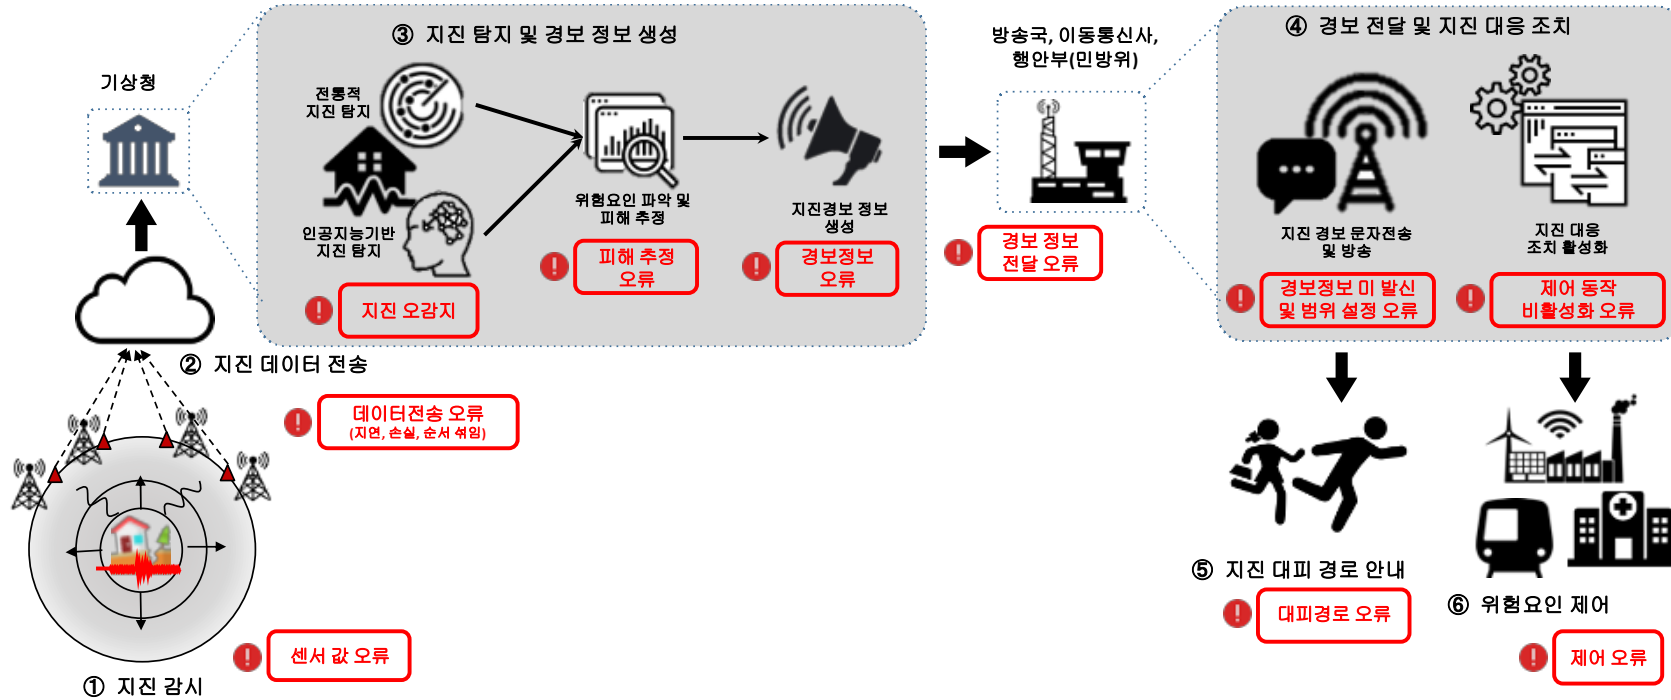 기상청
③ 지진 탐지 및 경보 정보 생성
전통적
지진 탐지
인공지능기반
지진 탐지
지진 오감지
위험요인 파악 및
피해 추정
피해 추정
오류
지진경보 정보
생성
경보정보
오류
방송국, 이동통신사,
행안부(민방위)
경보 정보
전달 오류
④ 경보 전달 및 지진 대응 조치
지진 경보 문자전송
및 방송
경보정보 미 발신
및 범위 설정 오류
지진 대응
조치 활성화
제어 동작
비활성화 오류
② 지진 데이터 전송
데이터전송 오류
(지연, 손실, 순서 섞임)
센서 값 오류
① 지진 감시
⑤ 지진 대피 경로 안내
대피경로 오류
⑥ 위험요인 제어
제어 오류